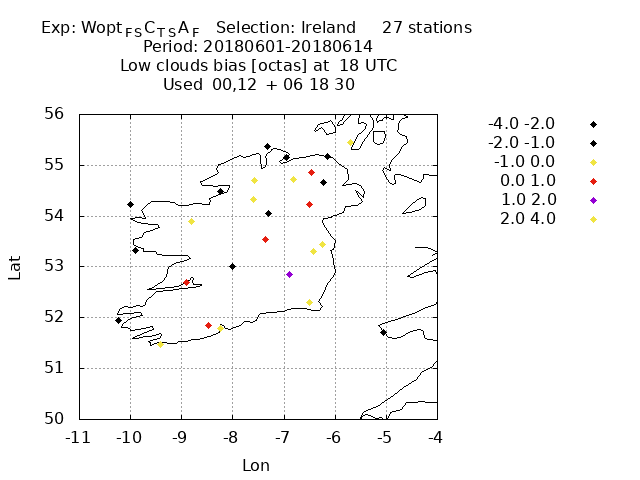 Exp: Wopt FS C TS A F Selection: Ireland 27 stations
Period: 20180601-20180614
Low clouds bias [octas] at 18 UTC
Used 00,12 + 06 18 30
56
55
54
53
52
51
50
-11 -10 -9 -8 -7 -6 -5 -4
Lat
Lon
-4.0 -2.0
-2.0 -1.0
-1.0 0.0
0.0 1.0
1.0 2.0
2.0 4.0